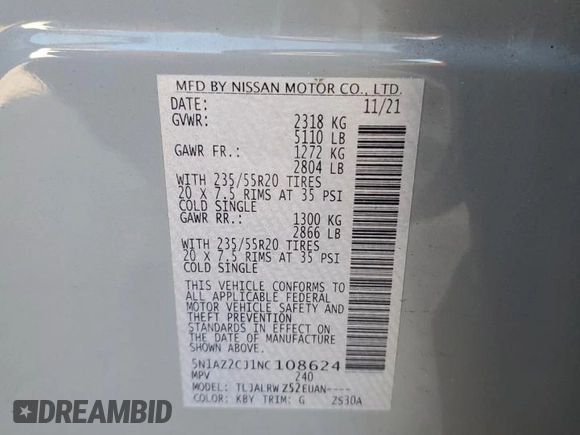 MFD BY NISSAN MOTOR CO., LTD.
DATE: 11/21
GVWR: 2318 KG
5110 LB
GAWR FR.: 1272 KG
2804 LB
WITH 235/55R20 TIRES
20 X 7.5 RIMS AT 35 PSI
COLD SINGLE
GAWR RR.: 1300 KG
2866 LB
WITH 235/55R20 TIRES
20 X 7.5 RIMS AT 35 PSI
COLD SINGLE
THIS VEHICLE CONFORMS TO
ALL APPLICABLE FEDERAL
MOTOR VEHICLE SAFETY AND
THEFT PREVENTION
STANDARDS IN EFFECT ON
THE DATE OF MANUFACTURE
SHOWN ABOVE
5N1AZ2CJ1NC108624
MPV 240
MODEL: TLJALRWZ52EUAN----
COLOR: KBY TRIM: G ZS30A
DREAMBID
DREAMBID